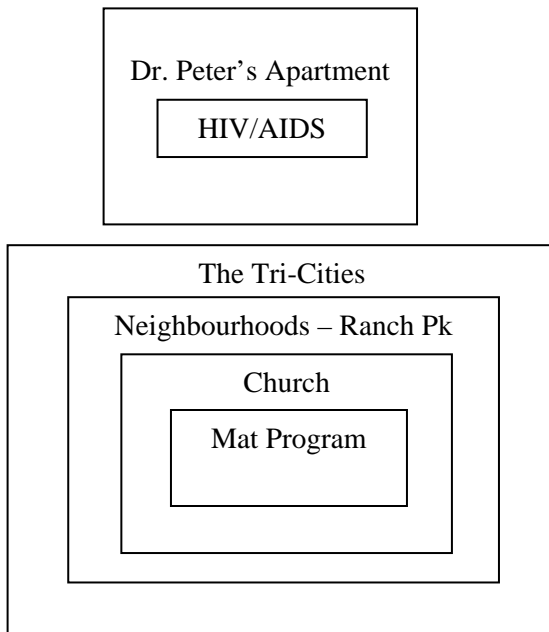 Dr. Peter’s Apartment
HIV/AIDS
The Tri-Cities
Neighbourhoods – Ranch Pk
Church
Mat Program